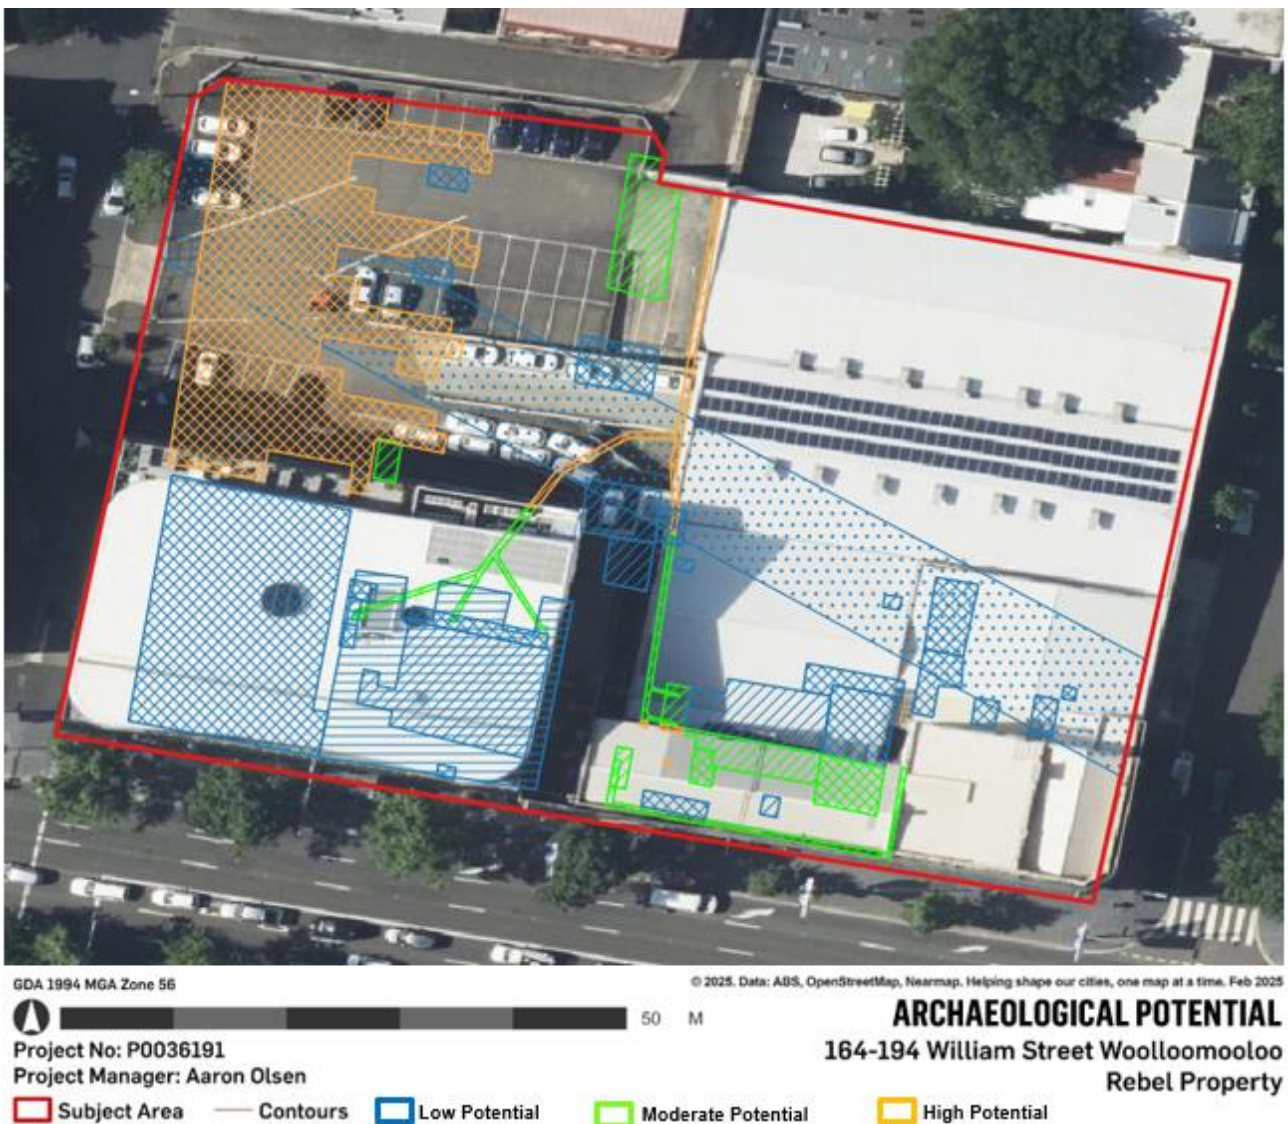 GDA 1994 MGA Zone 56
© 2025. Data: ABS, OpenStreetMap, Nearmap. Helping shape our cities, one map at a time. Feb 2025
50 M
ARCHAEOLOGICAL POTENTIAL
164-194 William Street Woolloomooloo
Rebel Property
Project No: P0036191
Project Manager: Aaron Olsen
Subject Area Contours Low Potential Moderate Potential High Potential